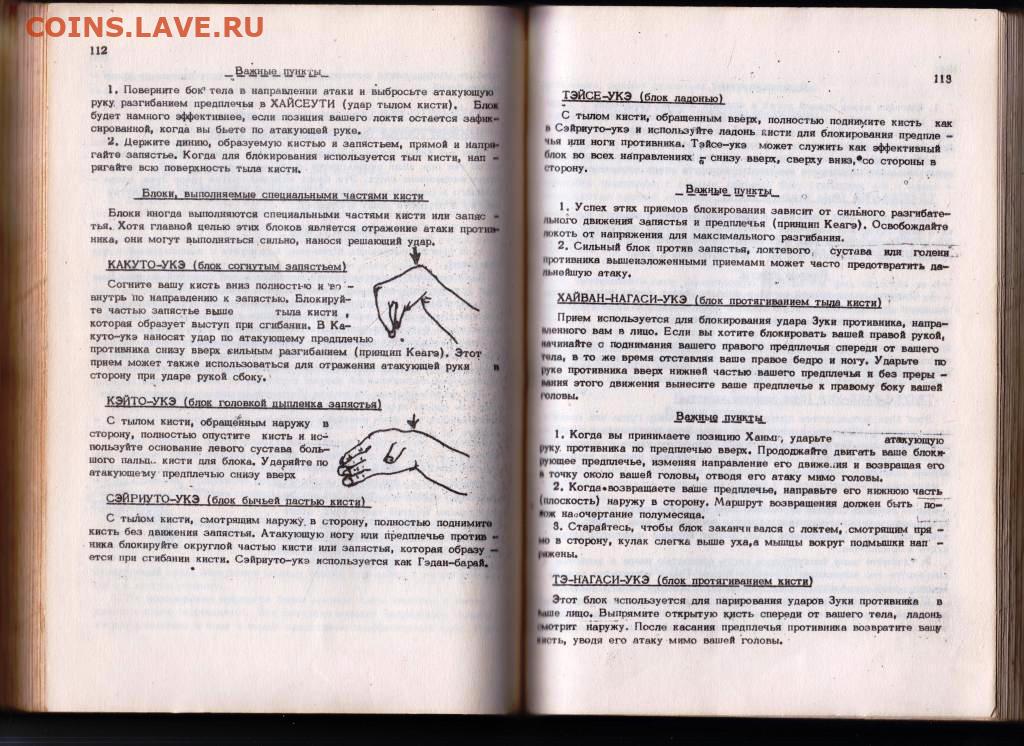 COINS.LAVE.RU
112
Важные пункты
1. Поверните бок тела в направлении атаки и выбросьте атакующую
руку разгибанием предплечья в ХАЙСЕУТИ (удар тылом кисти). Блок
будет намного эффективнее, если позиция вашего локтя остается зафик-
сированной, когда вы бьете по атакующей руке.
2. Держите линию, образуемую кистью и запястьем, прямой и напря-
гайте запястье. Когда для блокирования используется тыл кисти, нап -
ригайте всю поверхность тыла кисти.
Блоки, выполняемые специальными частями кисти
Блоки иногда выполняются специальными частями кисти или запяс -
тья. Хотя главной целью этих блоков является отражение атаки против-
ника, они могут выполняться сильно, нанося решающий удар.
КАКУТО-УКЭ (блок согнутым запястьем)
Согните вашу кисть вниз полностью и во -
внутрь по направлению к запястью. Блокируй-
те частью запястье выше тыла кисти ,
которая образует выступ при сгибании. В Ка-
куто-укэ наносят удар по атакующему предплечью
противника снизу вверх сильным разгибанием (принцип Кеагэ). Этот
прием может также использоваться для отражения атакующей руки в
сторону при ударе рукой сбоку.
КЭЙТО-УКЭ (блок головкой цыпленка запястья)
С тылом кисти, обращенным наружу в
сторону, полностью опустите кисть и ис-
пользуйте основание левого сустава боль-
шого пальца кисти для блока. Ударяйте по
атакующему предплечью снизу вверх
СЭЙРИУТО-УКЭ (блок бычьей пастью кисти)
С тылом кисти, смотрящим наружу в сторону, полностью поднимите
кисть без движения запястья. Атакующую ногу или предплечье против -
ника блокируйте округлой частью кисти или запястья, которая образу -
ется при сгибании кисти. Сэйриуто-укэ используется как Гэдан-барай.
113
ТЭЙСЕ-УКЭ (блок ладонью)
С тылом кисти, обращенным вверх, полностью поднимите кисть как
в Сэйриуто-укэ и используйте ладонь кисти для блокирования предпле -
чья или ноги противника. Тэйсе-укэ может служить как эффективный
блок во всех направлениях - снизу вверх, сверху вниз, со стороны в
сторону.
Важные пункты
1. Успех этих приемов блокирования зависит от сильного разгибате-
льного движения запястья и предплечья (принцип Кеагэ). Освобождайте
локоть от напряжения для максимального разгибания.
2. Сильный блок против запястья, локтевого сустава или голени
противника вышеизложенными приемами может часто предотвратить да-
льнейшую атаку.
ХАЙВАН-НАГАСИ-УКЭ (блок протягиванием тыла кисти)
Прием используется для блокирования удара Зуки противника, напра-
вленного вам в лицо. Если вы хотите блокировать вашей правой рукой,
начинайте с поднимания вашего правого предплечья спереди от вашего
тела, в то же время отставляя ваше правое бедро и ногу. Ударьте по
руке противника вверх нижней частью вашего предплечья и без преры -
вания этого движения вынесите ваше предплечье к правому боку вашей
головы.
Важные пункты
1. Когда вы принимаете позицию Ханми, ударьте атакующую
руку противника по предплечью вверх. Продолжайте двигать ваше блоки-
рующее предплечье, изменяя направление его движения и возвращая его
в точку около вашей головы, отводя его атаку мимо головы.
2. Когда возвращаете ваше предплечье, направьте его нижнюю часть
(плоскость) наружу в сторону. Маршрут возвращения должен быть по-
хож на очертание полумесяца.
3. Старайтесь, чтобы блок заканчивался с локтем, смотрящим пря -
мо в сторону, кулак слегка выше уха, а мышцы вокруг подмышки нап -
ряжены.
ТЭ-НАГАСИ-УКЭ (блок протягиванием кисти)
Этот блок используется для парирования ударов Зуки противника в
ваше лицо. Выпрямите открытую кисть спереди от вашего тела, ладонь
смотрит наружу. После касания предплечья противника возвратите вашу
кисть, уводя его атаку мимо вашей головы.